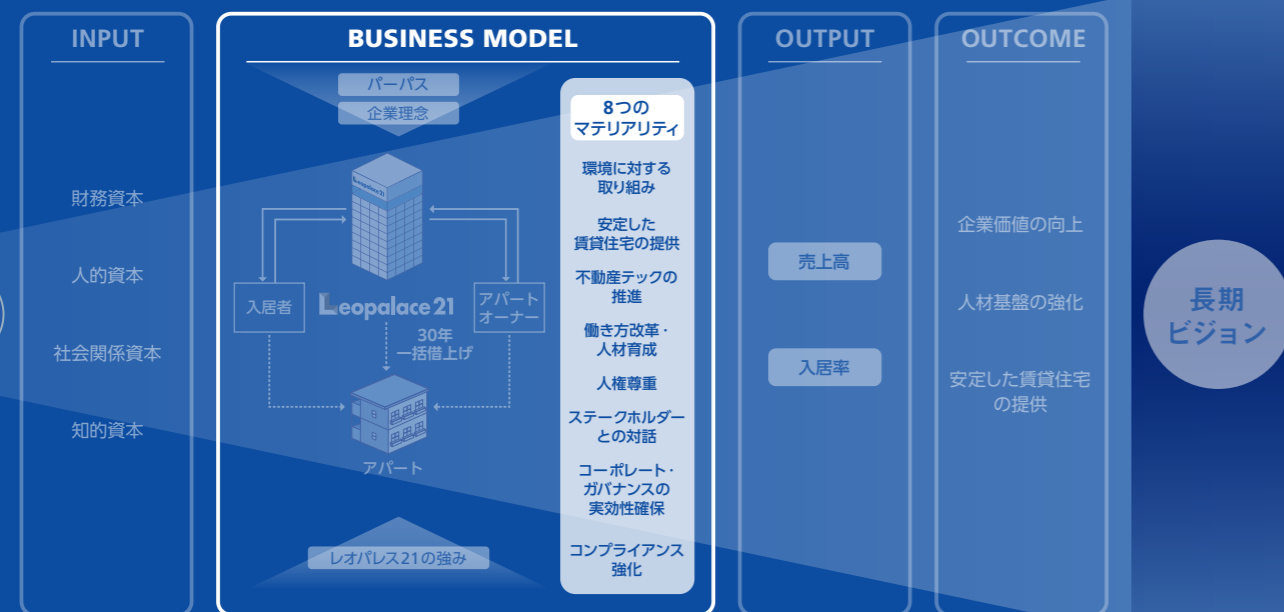 INPUT
財務資本
人的資本
社会関係資本
知的資本
BUSINESS MODEL
パーパス
企業理念
Leopalace21
入居者
Leopalace21
アパート
オーナー
30年
一括借上げ
アパート
レオパレス21の強み
8つの
マテリアリティ
環境に対する
取り組み
安定した
賃貸住宅の提供
不動産テックの
推進
働き方改革・
人材育成
人権尊重
ステークホルダー
との対話
コーポレート・
ガバナンスの
実効性確保
コンプライアンス
強化
OUTPUT
売上高
入居率
OUTCOME
企業価値の向上
人材基盤の強化
安定した賃貸住宅
の提供
長期
ビジョン